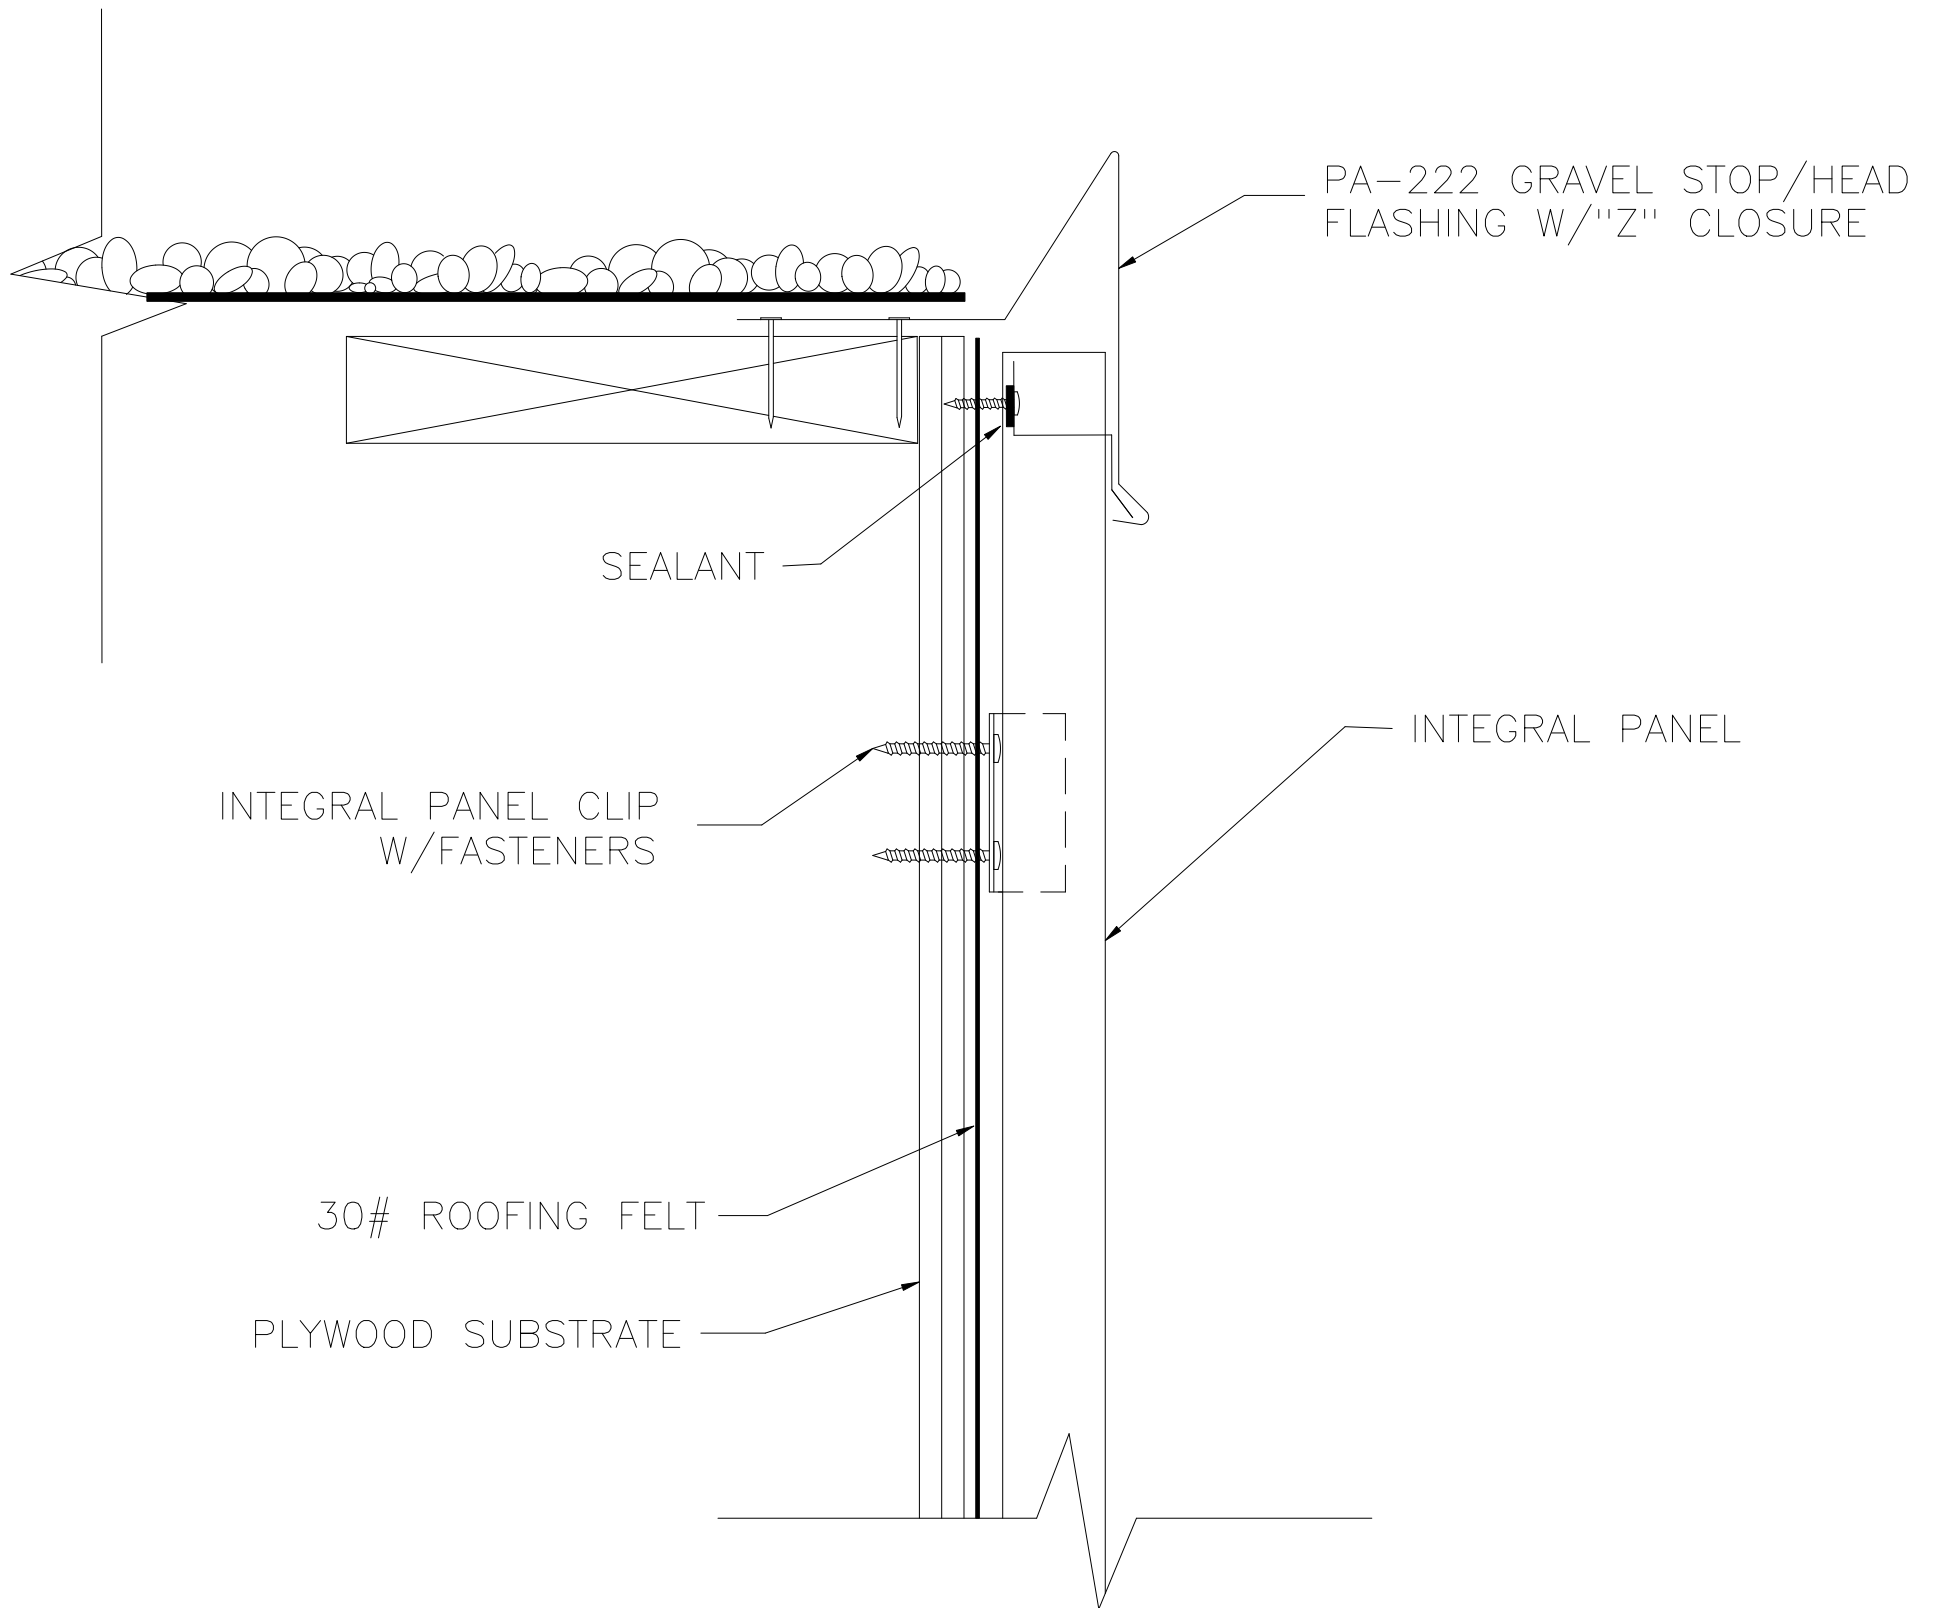 PA-222 GRAVEL STOP/HEAD
FLASHING W/"Z" CLOSURE
SEALANT
INTEGRAL PANEL
INTEGRAL PANEL CLIP
W/FASTENERS
30# ROOFING FELT
PLYWOOD SUBSTRATE